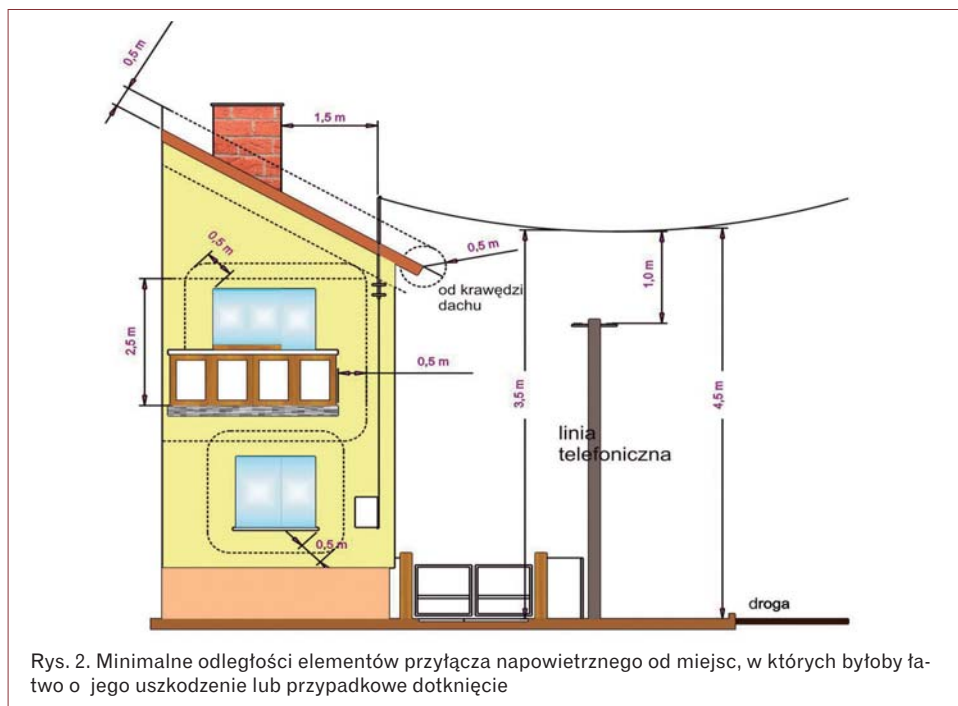 0,5 m
1,5 m
0,5 m
0,5 m
od krawędzi
dachu
1,0 m
2,5 m
0,5 m
3,5 m
4,5 m
linia
telefoniczna
0,5 m
droga
Rys. 2. Minimalne odległości elementów przyłącza napowietrznego od miejsc, w których byłoby ła-
two o jego uszkodzenie lub przypadkowe dotknięcie